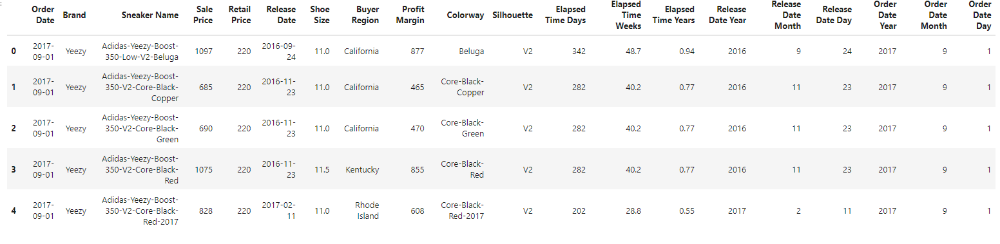 Order Date Brand Sneaker Name Sale Price Retail Price Release Date Shoe Size Buyer Region Profit Margin Colorway Silhouette Elapsed Time Days Elapsed Time Weeks Elapsed Time Years Release Date Year Release Date Month Release Date Day Order Date Year Order Date Month Order Date Day
0 2017-09-01 Yeezy Adidas-Yeezy-Boost-350-Low-V2-Beluga 1097 220 2016-09-24 11.0 California 877 Beluga V2 342 48.7 0.94 2016 9 24 2017 9 1
1 2017-09-01 Yeezy Adidas-Yeezy-Boost-350-V2-Core-Black-Copper 685 220 2016-11-23 11.0 California 465 Core-Black-Copper V2 282 40.2 0.77 2016 11 23 2017 9 1
2 2017-09-01 Yeezy Adidas-Yeezy-Boost-350-V2-Core-Black-Green 690 220 2016-11-23 11.0 California 470 Core-Black-Green V2 282 40.2 0.77 2016 11 23 2017 9 1
3 2017-09-01 Yeezy Adidas-Yeezy-Boost-350-V2-Core-Black-Red 1075 220 2016-11-23 11.5 Kentucky 855 Core-Black-Red V2 282 40.2 0.77 2016 11 23 2017 9 1
4 2017-09-01 Yeezy Adidas-Yeezy-Boost-350-V2-Core-Black-Red-2017 828 220 2017-02-11 11.0 Rhode Island 608 Core-Black-Red-2017 V2 202 28.8 0.55 2017 2 11 2017 9 1